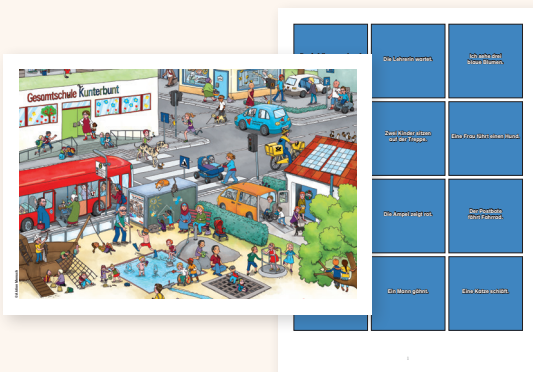 Gesamtschule Kunterbunt
Die Lehrerin wartet.
Ich sehe drei
blaue Blumen.
Zwei Kinder sitzen
auf der Treppe.
Eine Frau führt einen Hund.
Die Ampel zeigt rot.
Der Postbote
fährt Fahrrad.
Ein Mann gähnt.
Eine Katze schläft.